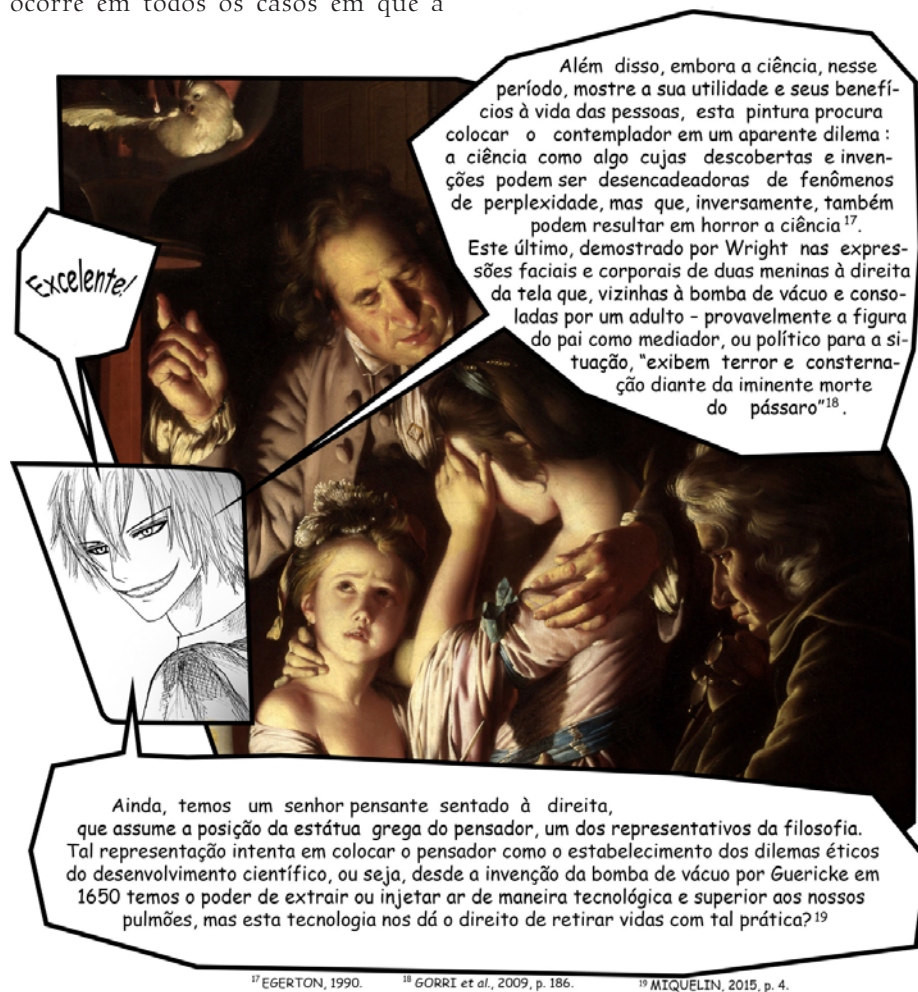 ocorre em todos os casos em que a
Além disso, embora a ciência, nesse
período, mostre a sua utilidade e seus benefí-
cios à vida das pessoas, esta pintura procura
colocar o contemplador em um aparente dilema :
a ciência como algo cujas descobertas e inven-
ções podem ser desencadeadoras de fenômenos
de perplexidade, mas que, inversamente, também
podem resultar em horror a ciência ¹⁷.
Este último, demostrado por Wright nas expres-
sões faciais e corporais de duas meninas à direita
da tela que, vizinhas à bomba de vácuo e conso-
ladas por um adulto – provavelmente a figura
do pai como mediador, ou político para a si-
tuação, “exibem terror e consterna-
ção diante da iminente morte
do pássaro”¹⁸.
Excelente!
Ainda, temos um senhor pensante sentado à direita,
que assume a posição da estátua grega do pensador, um dos representativos da filosofia.
Tal representação intenta em colocar o pensador como o estabelecimento dos dilemas éticos
do desenvolvimento científico, ou seja, desde a invenção da bomba de vácuo por Guericke em
1650 temos o poder de extrair ou injetar ar de maneira tecnológica e superior aos nossos
pulmões, mas esta tecnologia nos dá o direito de retirar vidas com tal prática? ¹⁹
¹⁷ EGERTON, 1990. ¹⁸ GORRI et al., 2009, p. 186. ¹⁹ MIQUELIN, 2015, p. 4.